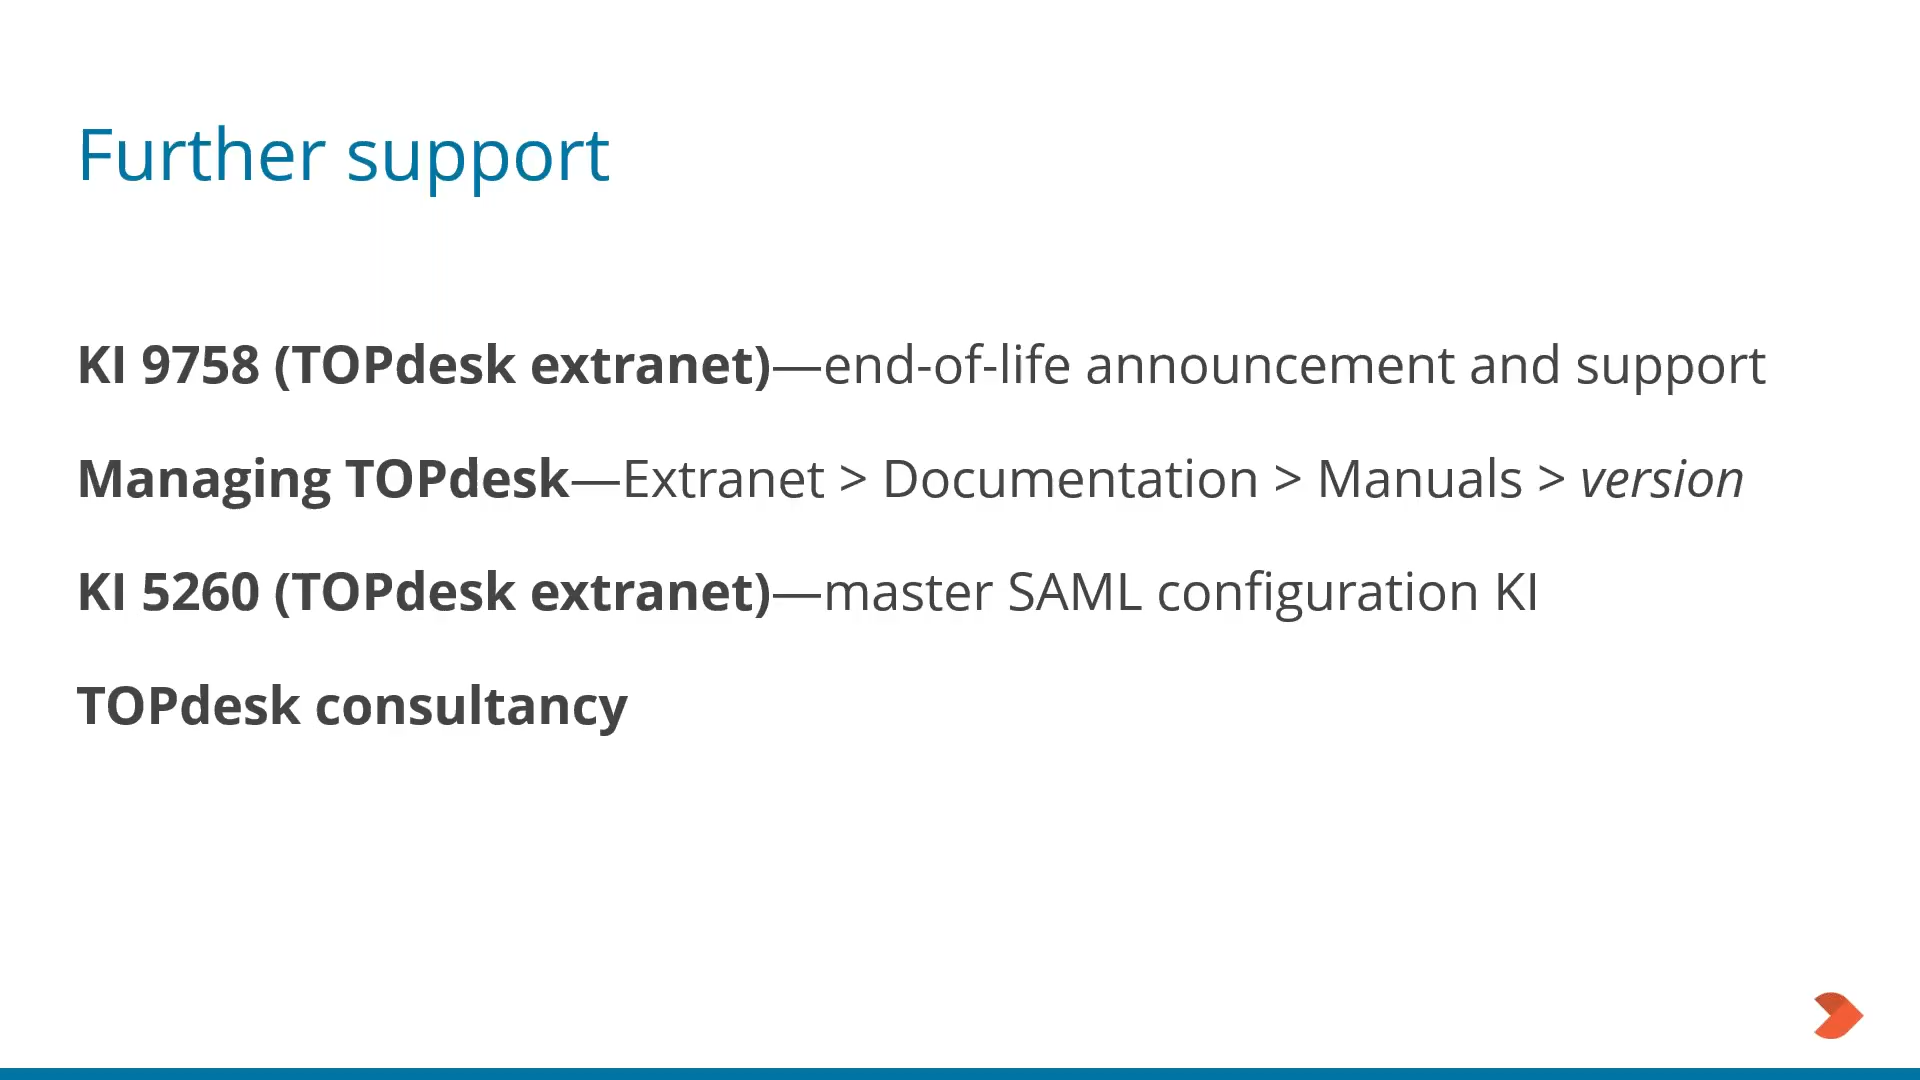 Further support
KI 9758 (TOPdesk extranet)—end-of-life announcement and support
Managing TOPdesk—Extranet > Documentation > Manuals > version
KI 5260 (TOPdesk extranet)—master SAML configuration KI
TOPdesk consultancy